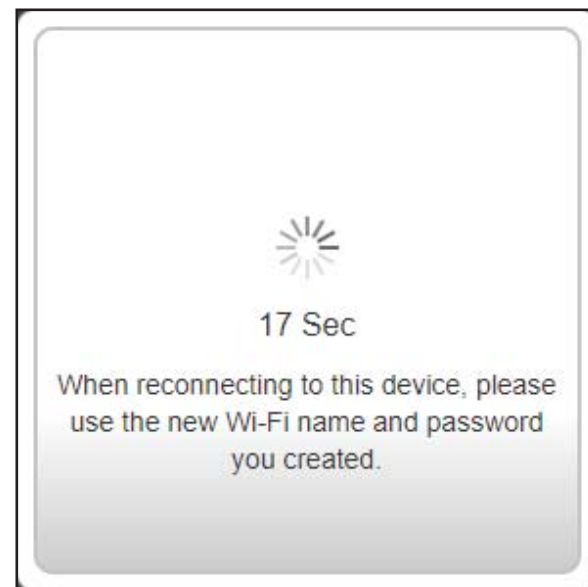 17 Sec
When reconnecting to this device, please
use the new Wi-Fi name and password
you created.